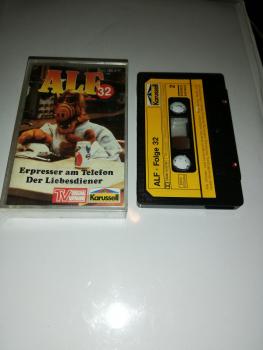 ALF
32
Erpresser am Telefon
Der Liebesdiener
TV
Karussell
2
Karussell
ALF - Folge 32